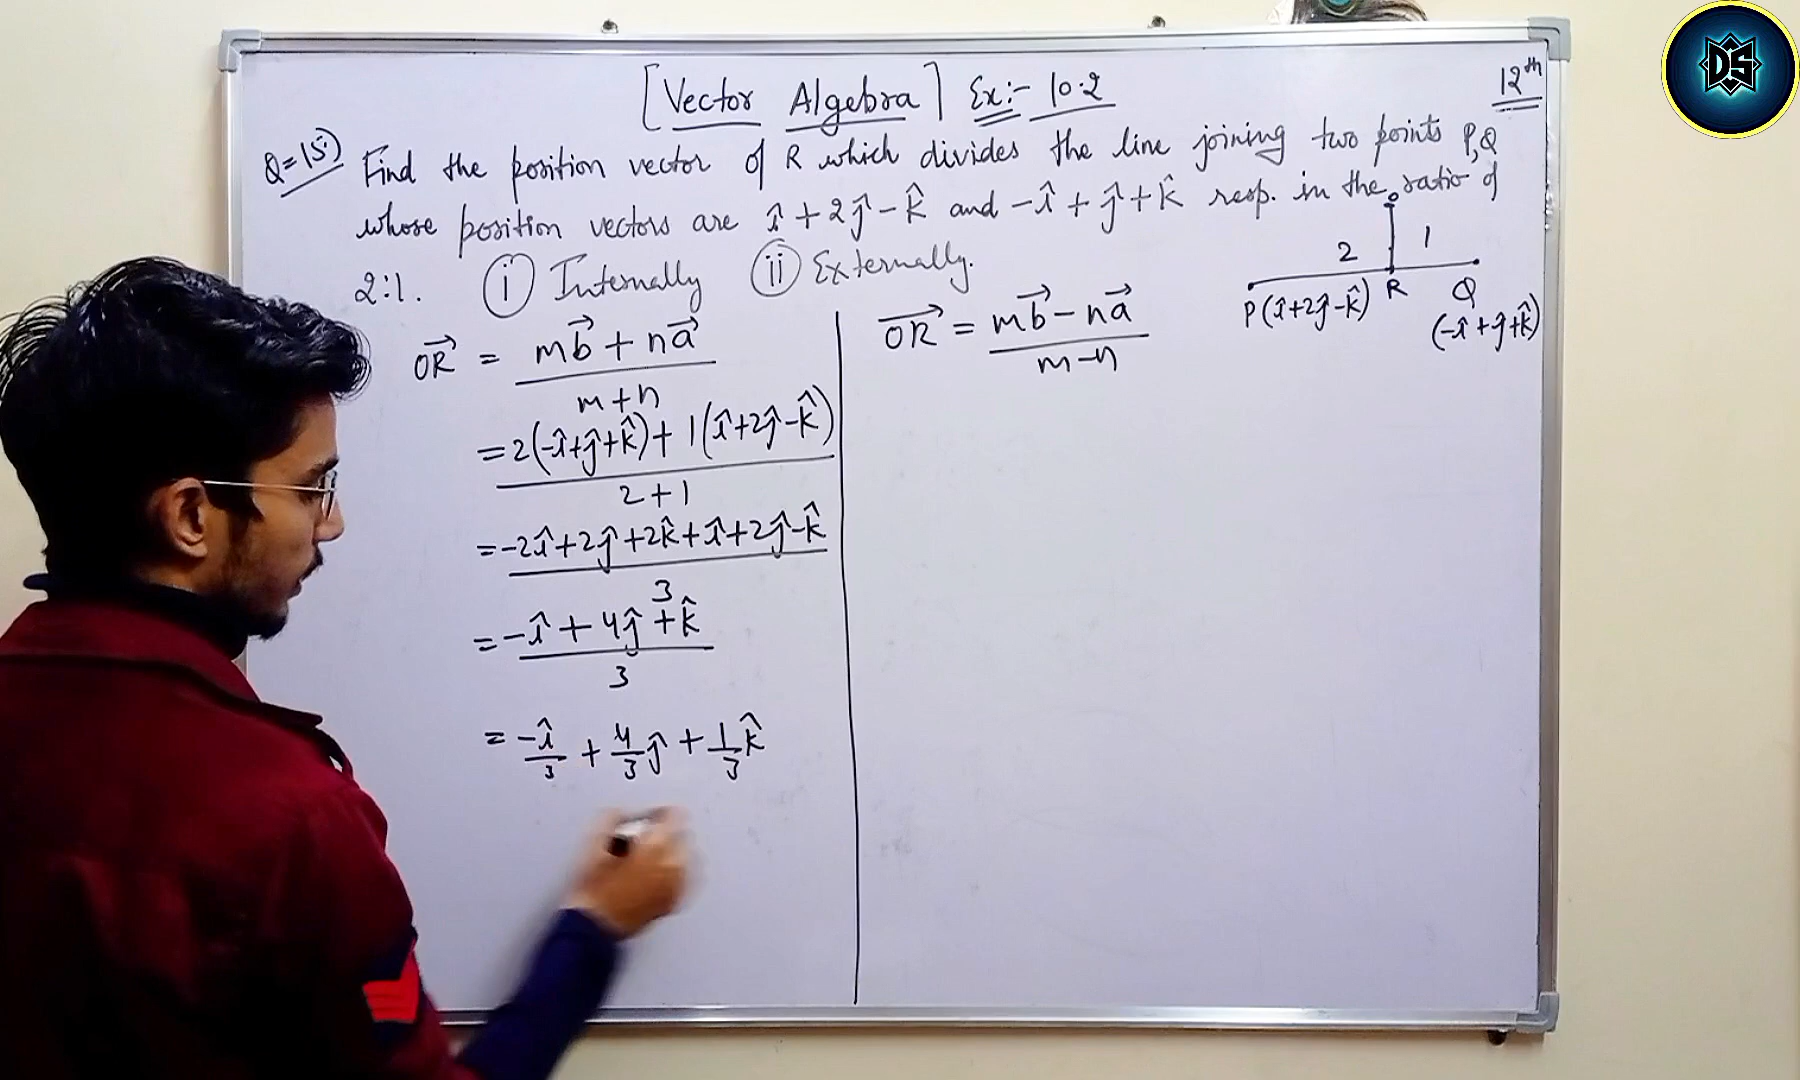 [Vector Algebra] Ex:- 10.2
12th
DS
Q=15) Find the position vector of R which divides the line joining two points P,Q
whose position vectors are î+2ĵ-k̂ and -î+ĵ+k̂ resp. in the ratio of
2:1. (i) Internally (ii) Externally.
O
2 1
P(î+2ĵ-k̂) R Q
(-î+ĵ+k̂)
OR⃗ = mb⃗+na⃗ / m+n
= 2(-î+ĵ+k̂)+1(î+2ĵ-k̂) / 2+1
= -2î+2ĵ+2k̂+î+2ĵ-k̂ / 3
= -î+4ĵ+k̂ / 3
= -î/3 + 4/3 ĵ + 1/3 k̂
OR⃗ = mb⃗-na⃗ / m-n